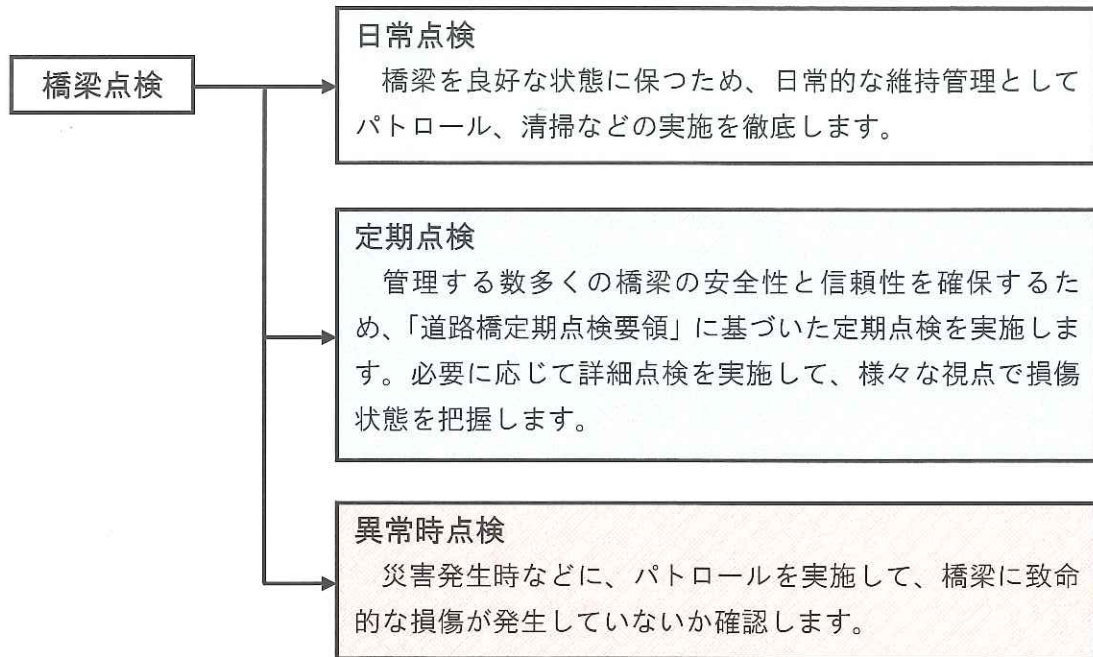 橋梁点検
日常点検
橋梁を良好な状態に保つため、日常的な維持管理として
パトロール、清掃などの実施を徹底します。
定期点検
管理する数多くの橋梁の安全性と信頼性を確保するた
め、「道路橋定期点検要領」に基づいた定期点検を実施しま
す。必要に応じて詳細点検を実施して、様々な視点で損傷
状態を把握します。
異常時点検
災害発生時などに、パトロールを実施して、橋梁に致命
的な損傷が発生していないか確認します。